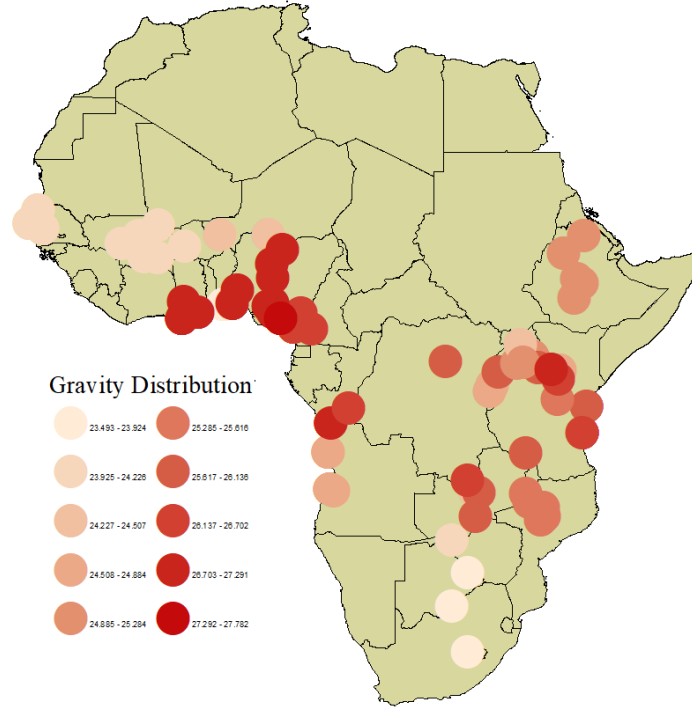 Gravity Distribution
23.493 - 23.924
23.925 - 24.226
24.227 - 24.507
24.508 - 24.884
24.885 - 25.284
25.285 - 25.616
25.617 - 26.136
26.137 - 26.702
26.703 - 27.291
27.292 - 27.782